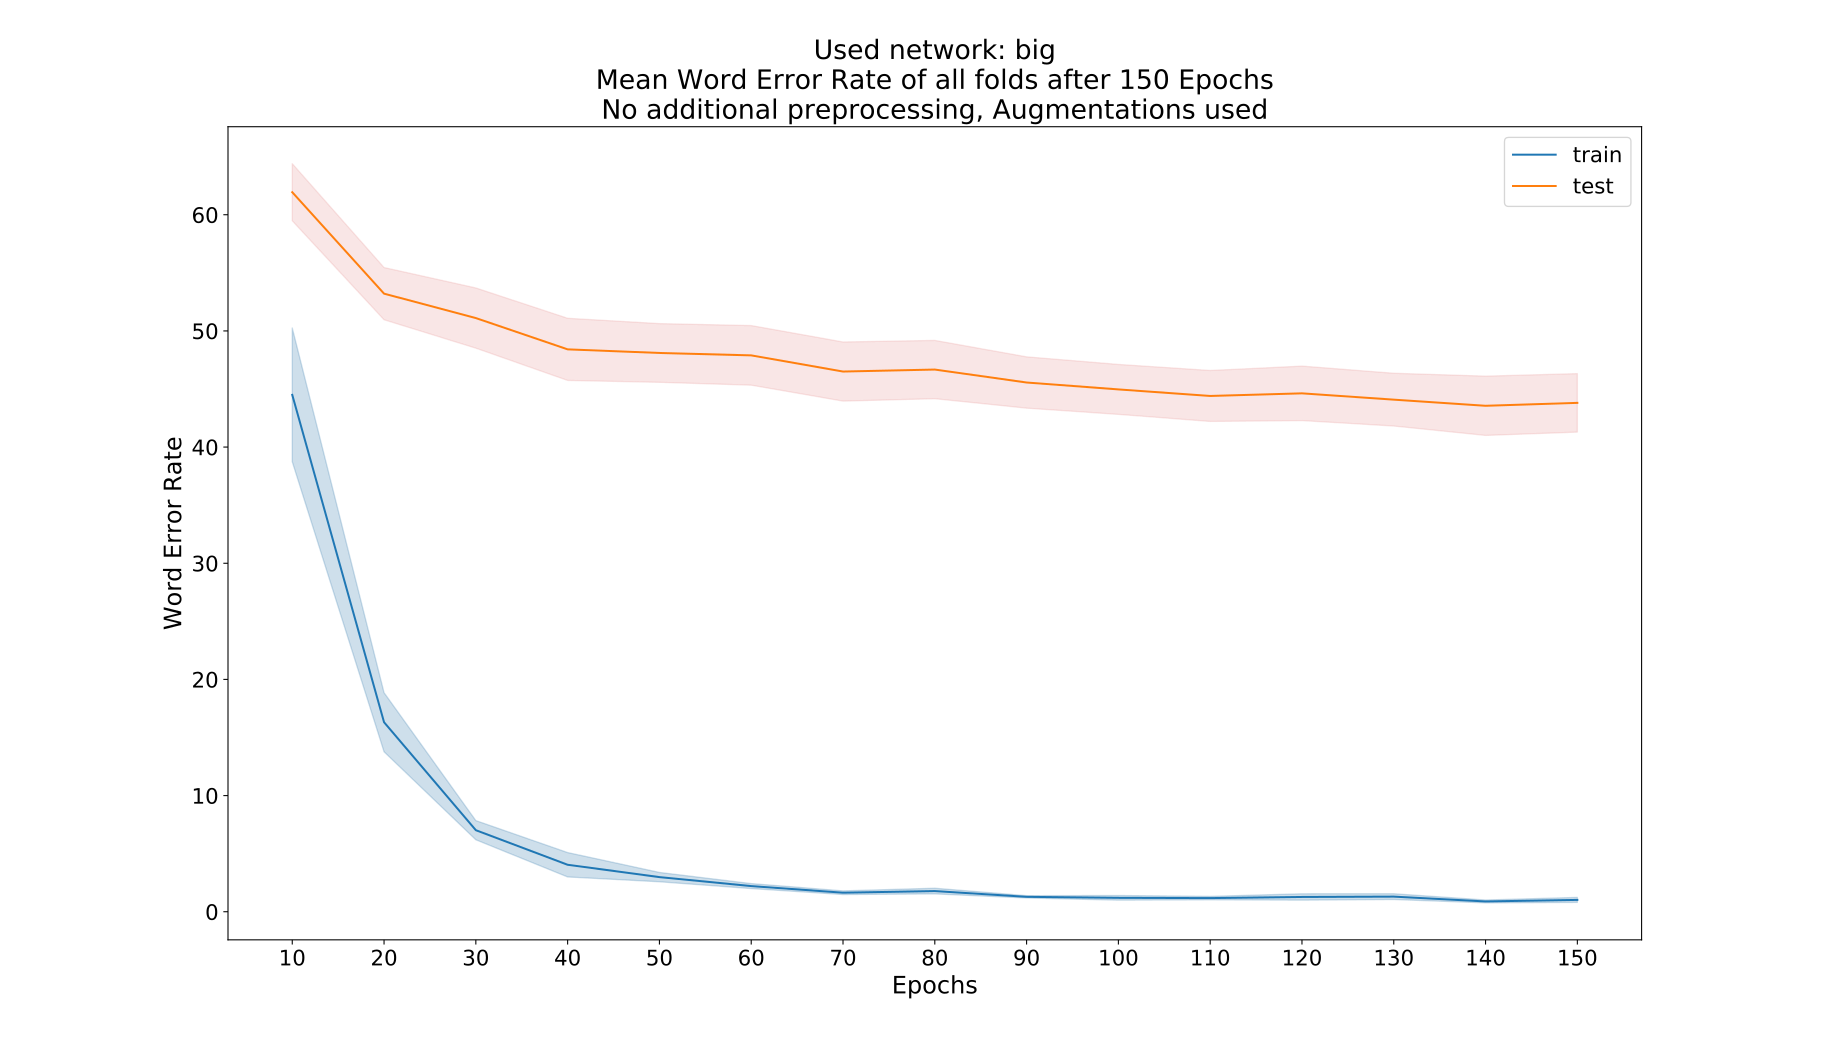 Used network: big
Mean Word Error Rate of all folds after 150 Epochs
No additional preprocessing, Augmentations used
train
test
Word Error Rate
60
50
40
30
20
10
0
10 20 30 40 50 60 70 80 90 100 110 120 130 140 150
Epochs